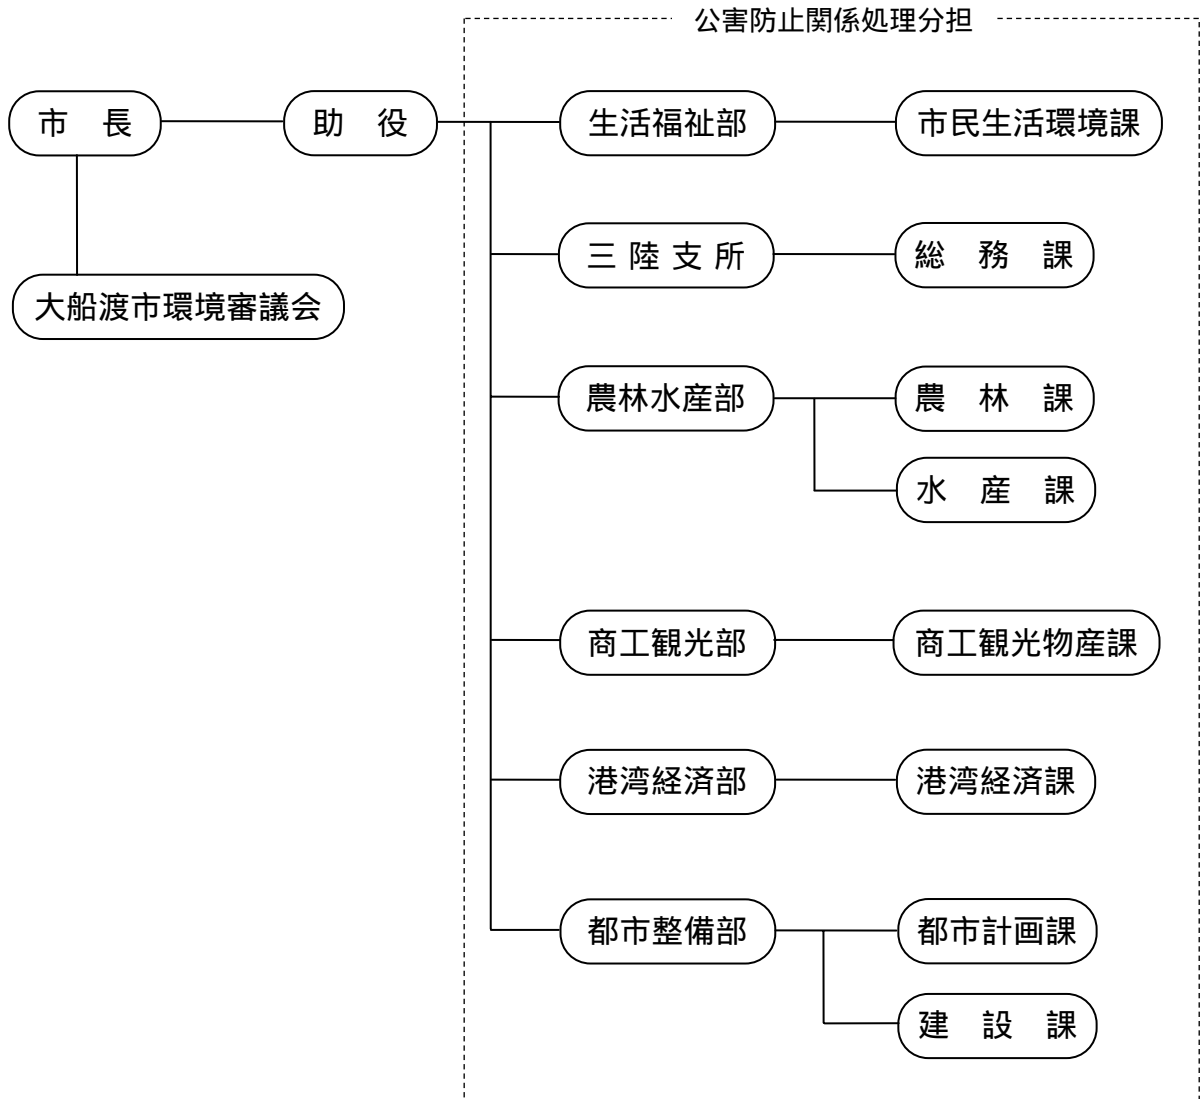 公害防止関係処理分担
市　長
助　役
生活福祉部
市民生活環境課
三 陸 支 所
総　務　課
大船渡市環境審議会
農林水産部
農　林　課
水　産　課
商工観光部
商工観光物産課
港湾経済部
港湾経済課
都市整備部
都市計画課
建　設　課